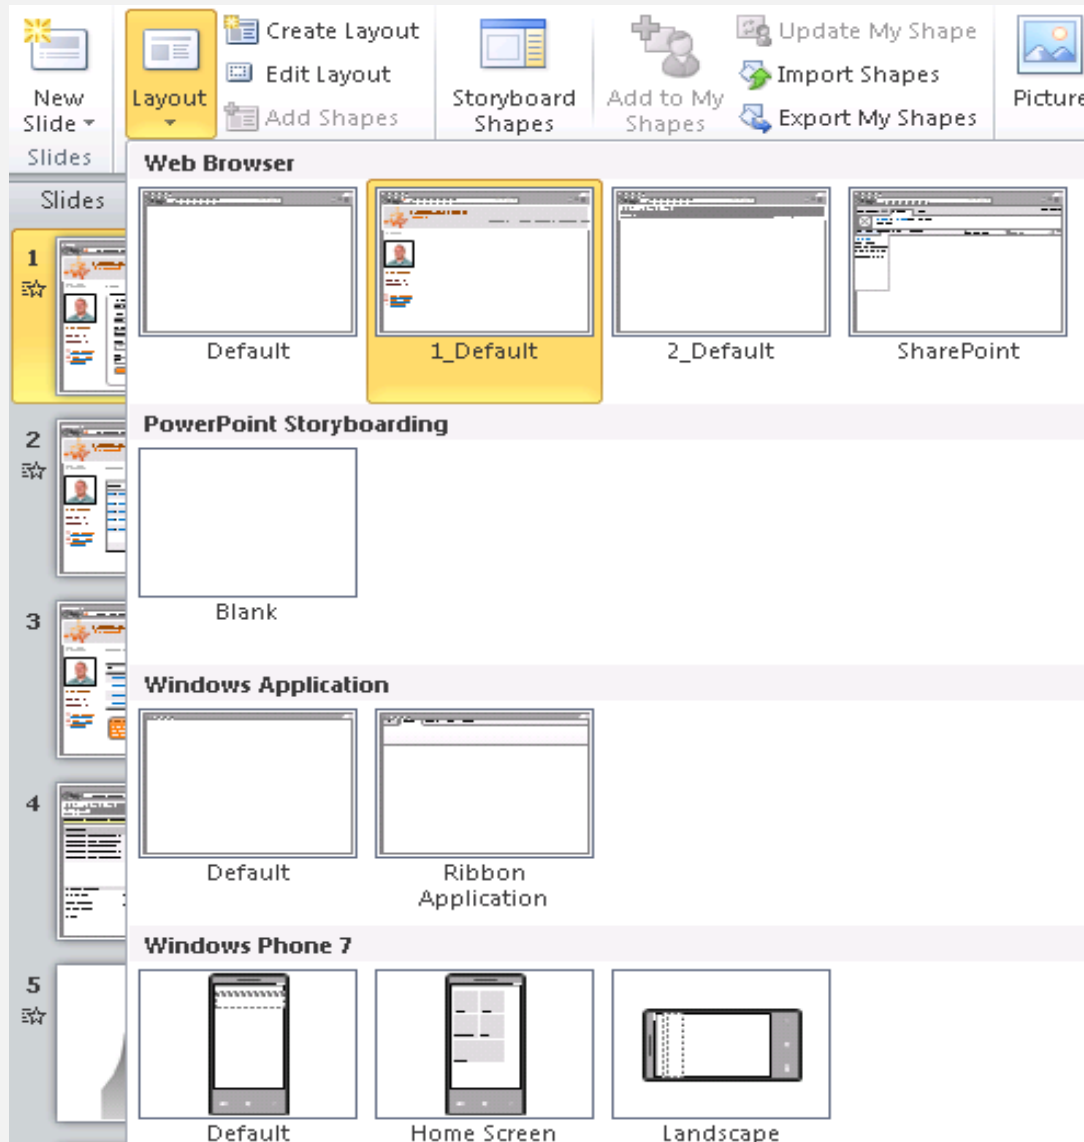 New
Slide
Layout
Create Layout
Edit Layout
Add Shapes
Storyboard
Shapes
Add to My
Shapes
Update My Shape
Import Shapes
Export My Shapes
Picture
Slides
Slides
Web Browser
Default
1_Default
2_Default
SharePoint
PowerPoint Storyboarding
Blank
Windows Application
Default
Ribbon
Application
Windows Phone 7
Default
Home Screen
Landscape
1
2
3
4
5